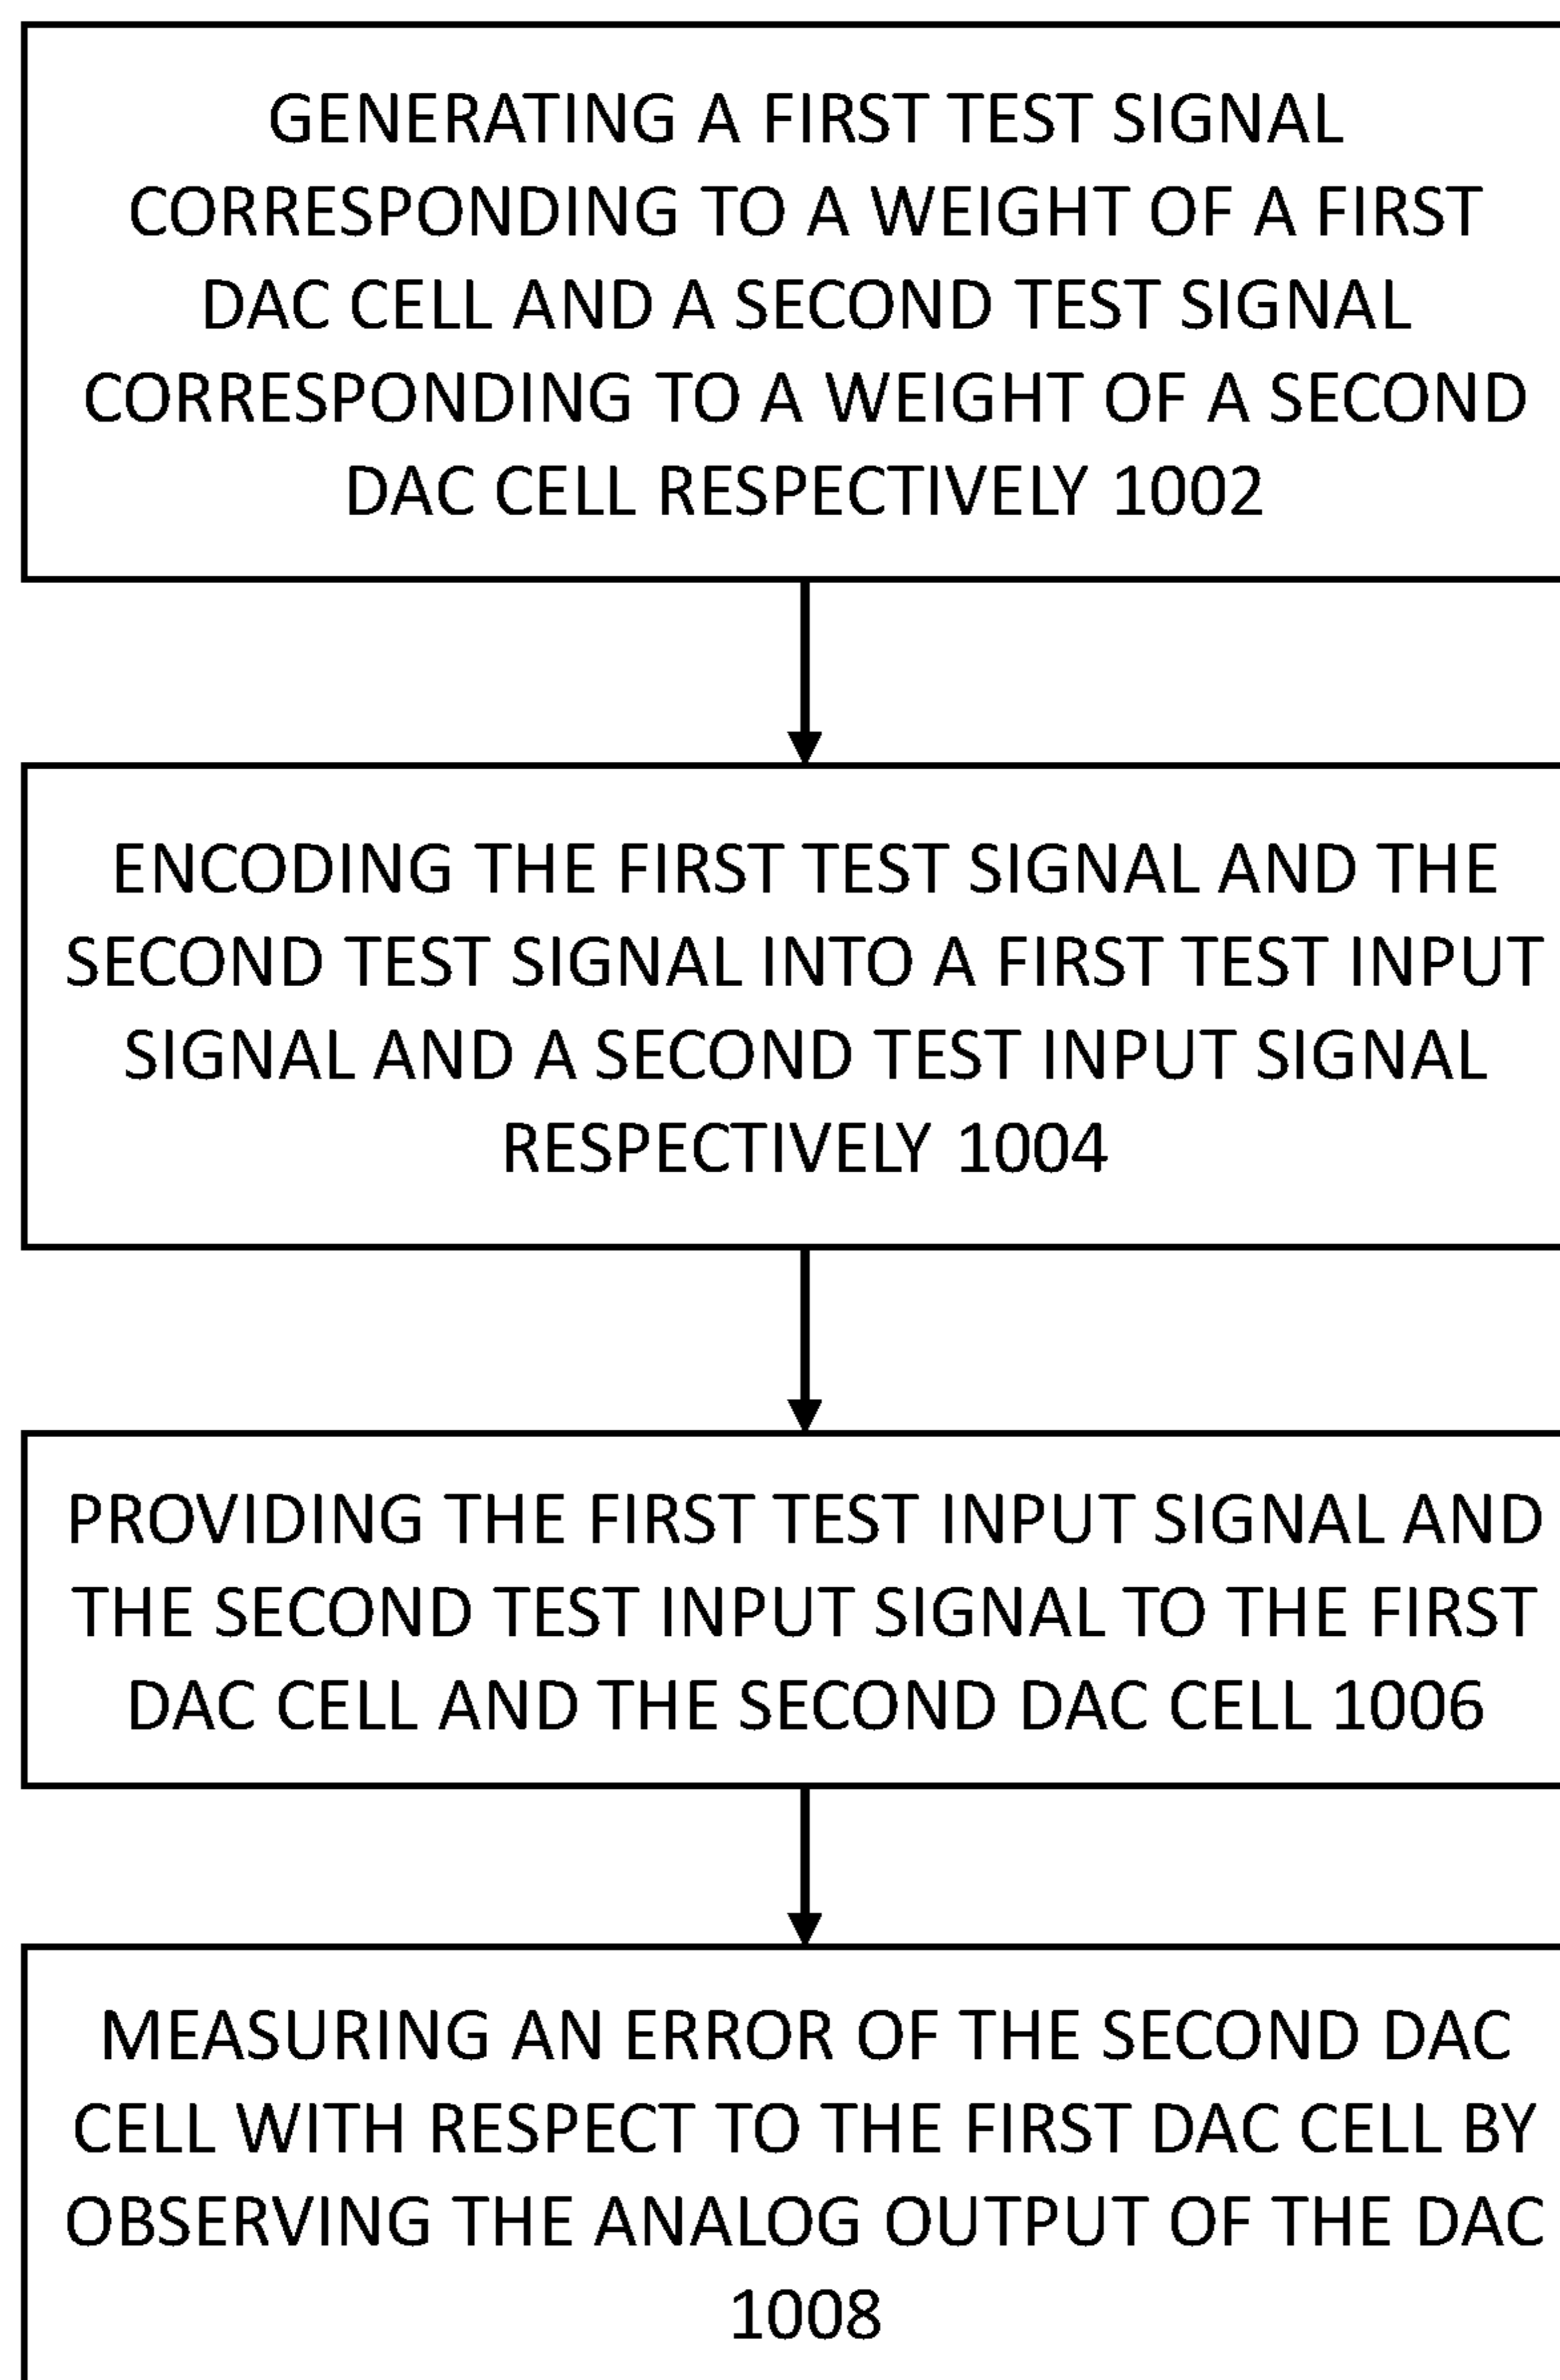 GENERATING A FIRST TEST SIGNAL
CORRESPONDING TO A WEIGHT OF A FIRST
DAC CELL AND A SECOND TEST SIGNAL
CORRESPONDING TO A WEIGHT OF A SECOND
DAC CELL RESPECTIVELY 1002
ENCODING THE FIRST TEST SIGNAL AND THE
SECOND TEST SIGNAL INTO A FIRST TEST INPUT
SIGNAL AND A SECOND TEST INPUT SIGNAL
RESPECTIVELY 1004
PROVIDING THE FIRST TEST INPUT SIGNAL AND
THE SECOND TEST INPUT SIGNAL TO THE FIRST
DAC CELL AND THE SECOND DAC CELL 1006
MEASURING AN ERROR OF THE SECOND DAC
CELL WITH RESPECT TO THE FIRST DAC CELL BY
OBSERVING THE ANALOG OUTPUT OF THE DAC
1008